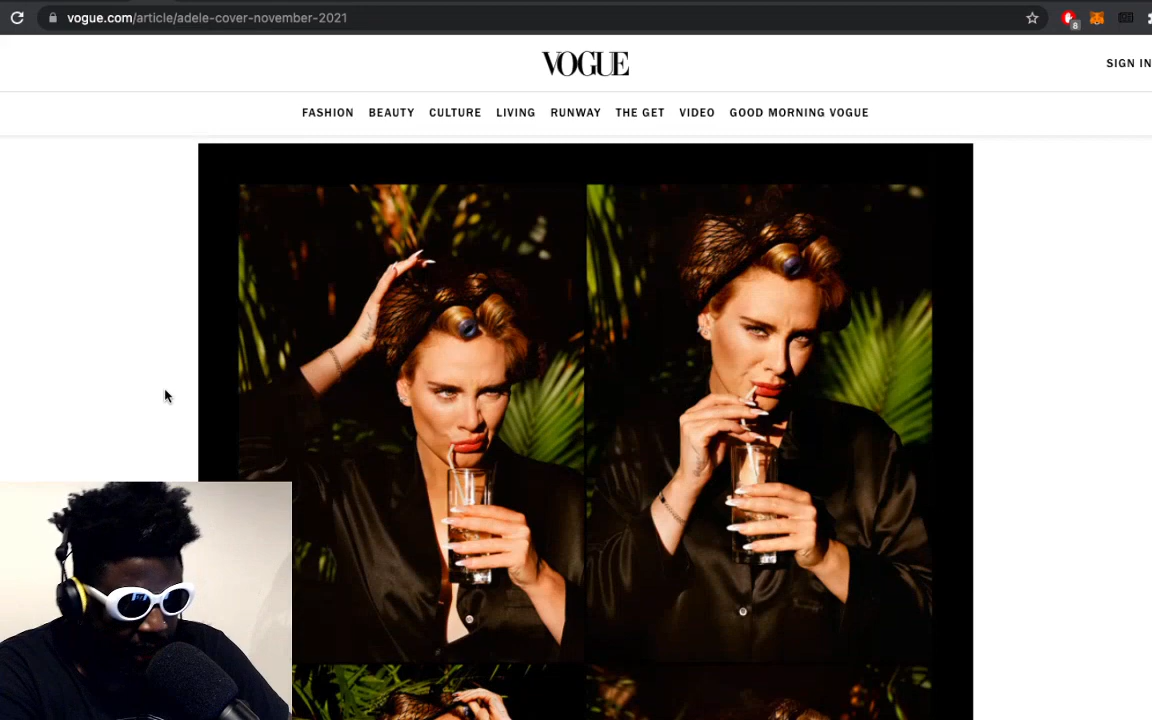 vogue.com/article/adele-cover-november-2021
8
VOGUE
SIGN IN
FASHION BEAUTY CULTURE LIVING RUNWAY THE GET VIDEO GOOD MORNING VOGUE